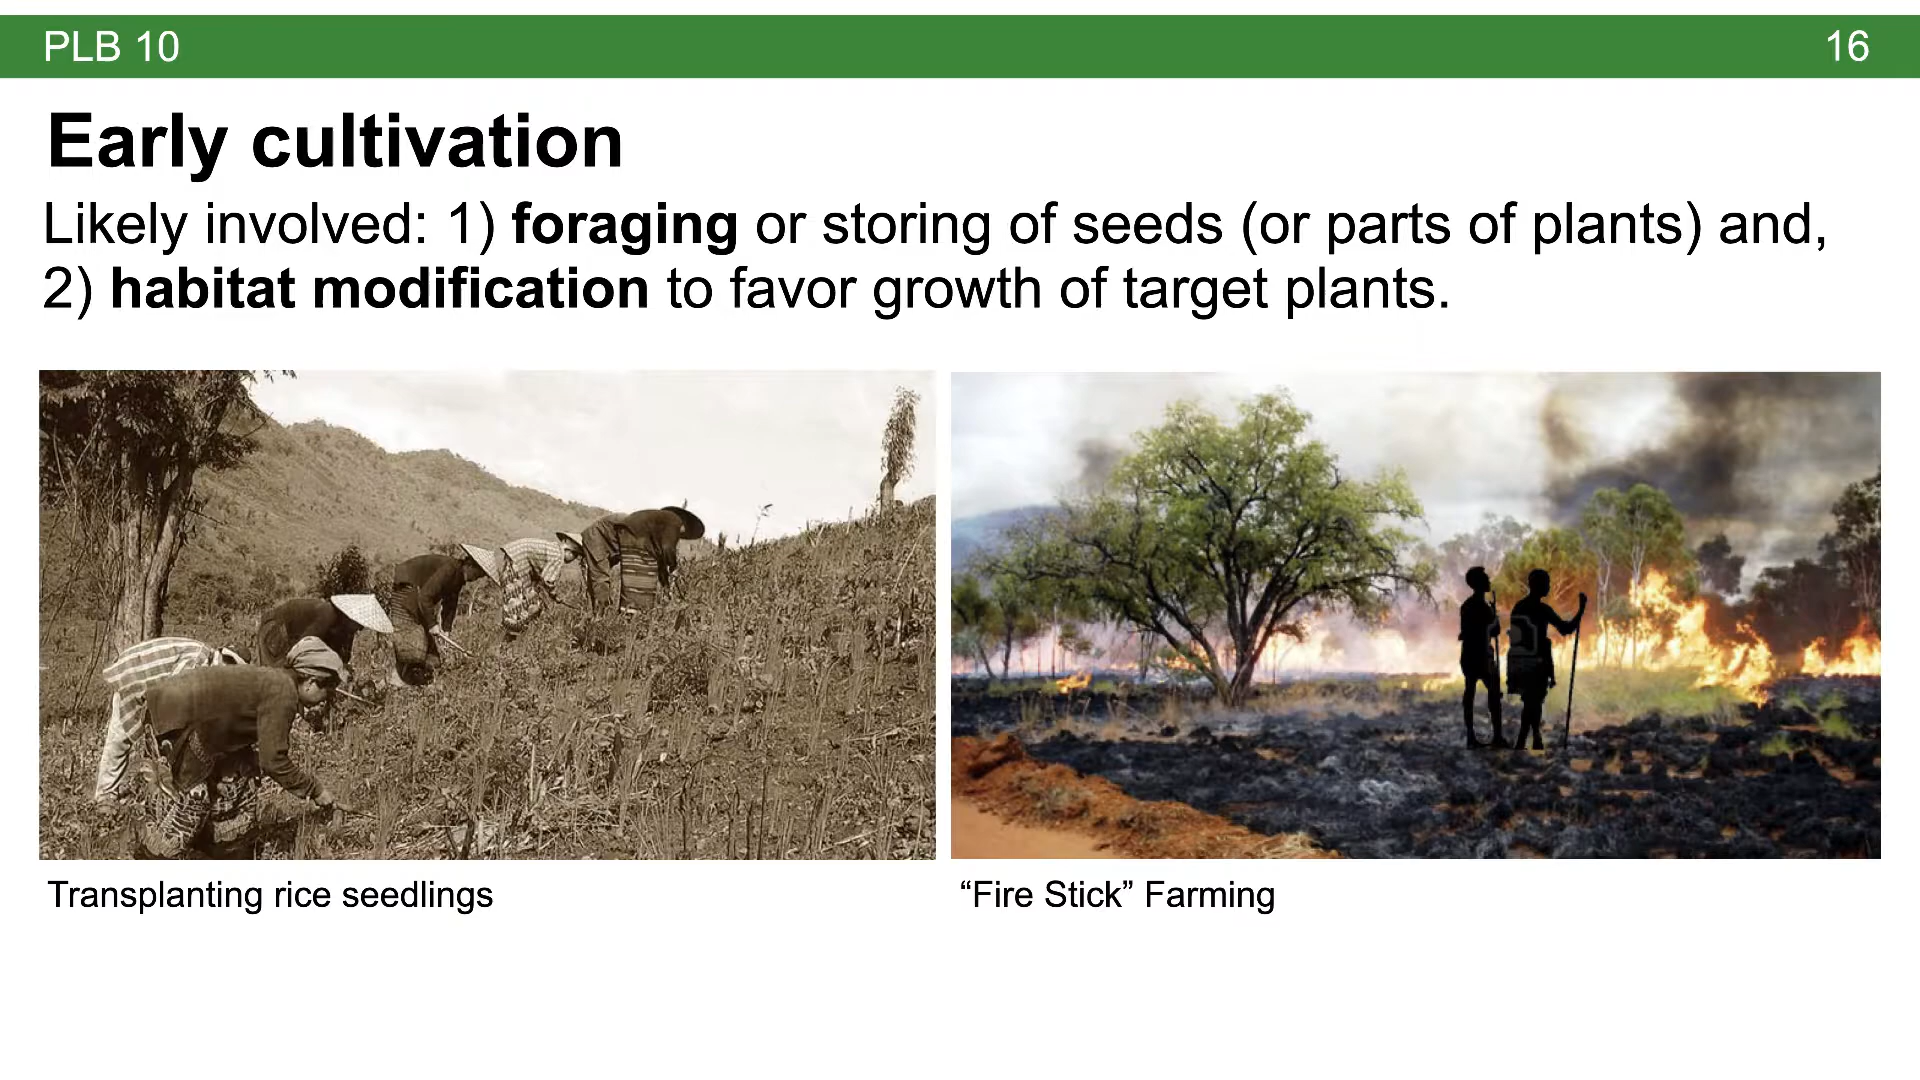 PLB 10
16
Early cultivation
Likely involved: 1) foraging or storing of seeds (or parts of plants) and,
2) habitat modification to favor growth of target plants.
Transplanting rice seedlings
“Fire Stick” Farming